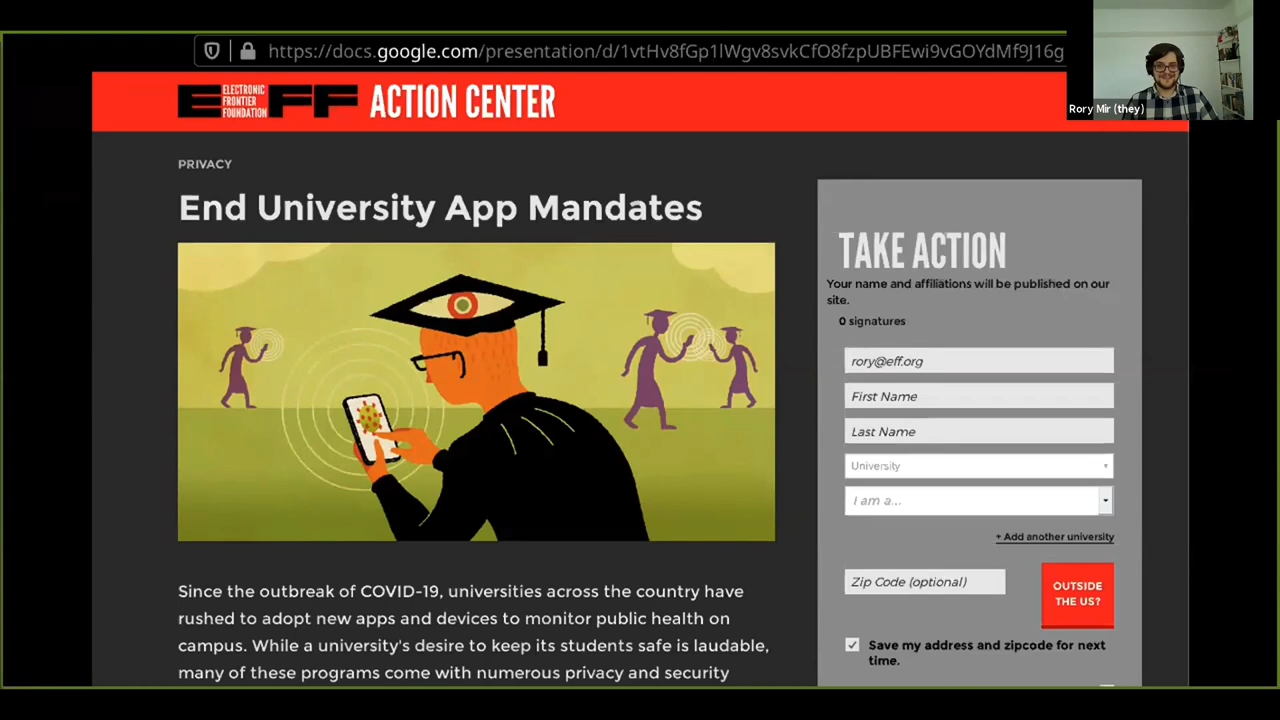 https://docs.google.com/presentation/d/1vtHv8fGp1lWgv8svkCfO8fzpUBFEwi9vGOYdMf9J16g
Rory Mir (they)
EFF
ELECTRONIC
FRONTIER
FOUNDATION
ACTION CENTER
PRIVACY
End University App Mandates
Since the outbreak of COVID-19, universities across the country have
rushed to adopt new apps and devices to monitor public health on
campus. While a university's desire to keep its students safe is laudable,
many of these programs come with numerous privacy and security
TAKE ACTION
Your name and affiliations will be published on our
site.
0 signatures
rory@eff.org
First Name
Last Name
University
I am a...
+ Add another university
Zip Code (optional)
OUTSIDE
THE US?
Save my address and zipcode for next
time.